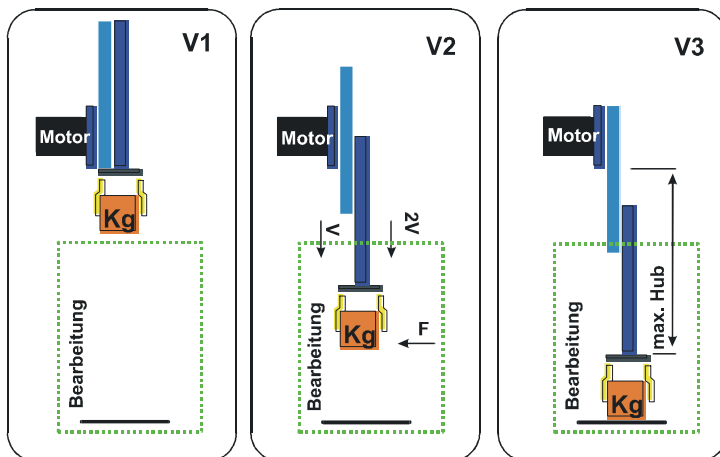 V1
Motor
Kg
Bearbeitung
V2
Motor
V
2V
Bearbeitung
Kg
F
V3
Motor
max. Hub
Bearbeitung
Kg